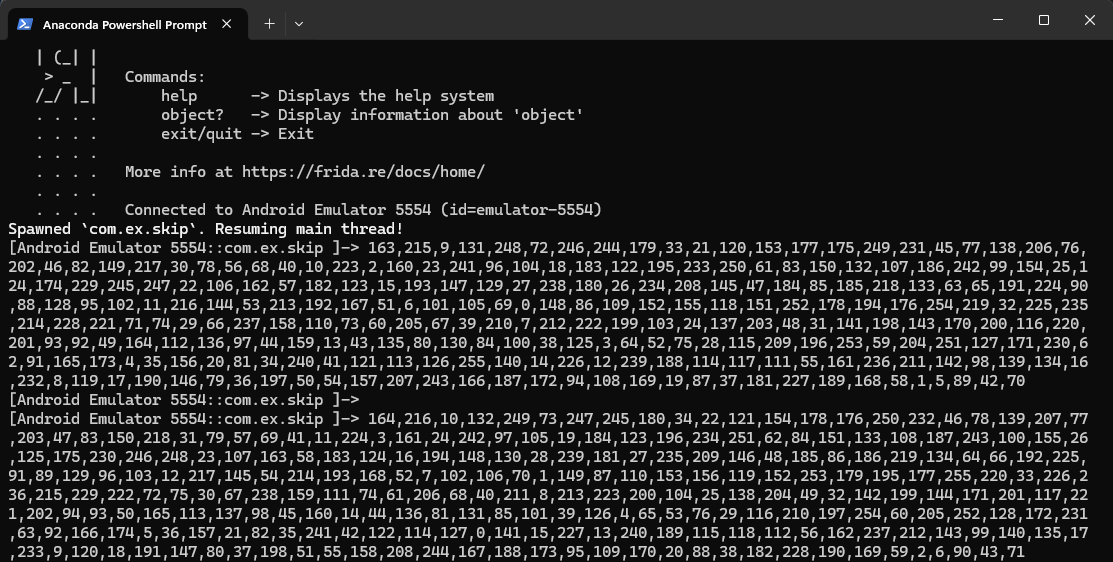 Anaconda Powershell Prompt
| (_| |
> _ | Commands:
/_/ |_| help -> Displays the help system
. . . . object? -> Display information about 'object'
. . . . exit/quit -> Exit
. . . .
. . . . More info at https://frida.re/docs/home/
. . . .
. . . . Connected to Android Emulator 5554 (id=emulator-5554)
Spawned `com.ex.skip`. Resuming main thread!
[Android Emulator 5554::com.ex.skip ]-> 163,215,9,131,248,72,246,244,179,33,21,120,153,177,175,249,231,45,77,138,206,76,
202,46,82,149,217,30,78,56,68,40,10,223,2,160,23,241,96,104,18,183,122,195,233,250,61,83,150,132,107,186,242,99,154,25,1
24,174,229,245,247,22,106,162,57,182,123,15,193,147,129,27,238,180,26,234,208,145,47,184,85,185,218,133,63,65,191,224,90
,88,128,95,102,11,216,144,53,213,192,167,51,6,101,105,69,0,148,86,109,152,155,118,151,252,178,194,176,254,219,32,225,235
,214,228,221,71,74,29,66,237,158,110,73,60,205,67,39,210,7,212,222,199,103,24,137,203,48,31,141,198,143,170,200,116,220,
201,93,92,49,164,112,136,97,44,159,13,43,135,80,130,84,100,38,125,3,64,52,75,28,115,209,196,253,59,204,251,127,171,230,6
2,91,165,173,4,35,156,20,81,34,240,41,121,113,126,255,140,14,226,12,239,188,114,117,111,55,161,236,211,142,98,139,134,16
,232,8,119,17,190,146,79,36,197,50,54,157,207,243,166,187,172,94,108,169,19,87,37,181,227,189,168,58,1,5,89,42,70
[Android Emulator 5554::com.ex.skip ]->
[Android Emulator 5554::com.ex.skip ]-> 164,216,10,132,249,73,247,245,180,34,22,121,154,178,176,250,232,46,78,139,207,77
,203,47,83,150,218,31,79,57,69,41,11,224,3,161,24,242,97,105,19,184,123,196,234,251,62,84,151,133,108,187,243,100,155,26
,125,175,230,246,248,23,107,163,58,183,124,16,194,148,130,28,239,181,27,235,209,146,48,185,86,186,219,134,64,66,192,225,
91,89,129,96,103,12,217,145,54,214,193,168,52,7,102,106,70,1,149,87,110,153,156,119,152,253,179,195,177,255,220,33,226,2
36,215,229,222,72,75,30,67,238,159,111,74,61,206,68,40,211,8,213,223,200,104,25,138,204,49,32,142,199,144,171,201,117,22
1,202,94,93,50,165,113,137,98,45,160,14,44,136,81,131,85,101,39,126,4,65,53,76,29,116,210,197,254,60,205,252,128,172,231
,63,92,166,174,5,36,157,21,82,35,241,42,122,114,127,0,141,15,227,13,240,189,115,118,112,56,162,237,212,143,99,140,135,17
,233,9,120,18,191,147,80,37,198,51,55,158,208,244,167,188,173,95,109,170,20,88,38,182,228,190,169,59,2,6,90,43,71